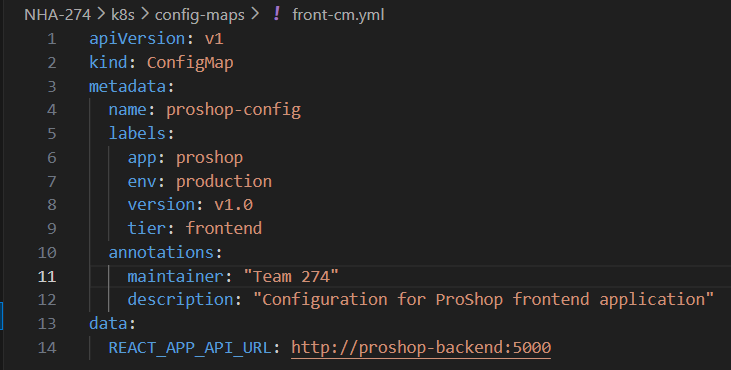 NHA-274 > k8s > config-maps > ! front-cm.yml
1 apiVersion: v1
2 kind: ConfigMap
3 metadata:
4   name: proshop-config
5   labels:
6     app: proshop
7     env: production
8     version: v1.0
9     tier: frontend
10   annotations:
11     maintainer: "Team 274"
12     description: "Configuration for ProShop frontend application"
13 data:
14   REACT_APP_API_URL: http://proshop-backend:5000